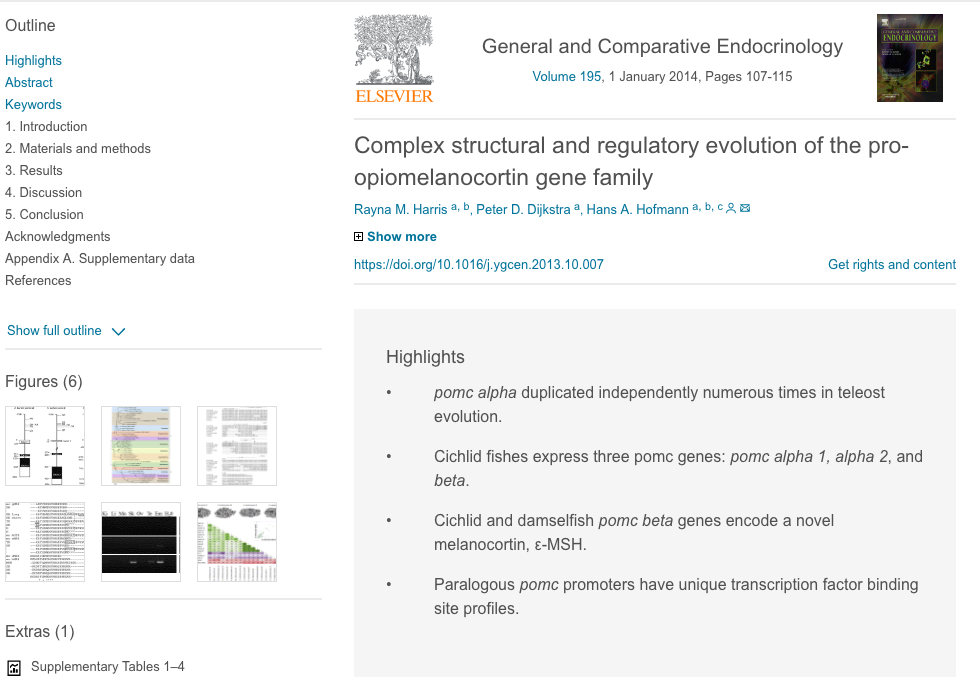 Outline
Highlights
Abstract
Keywords
1. Introduction
2. Materials and methods
3. Results
4. Discussion
5. Conclusion
Acknowledgments
Appendix A. Supplementary data
References
Show full outline
Figures (6)
Extras (1)
Supplementary Tables 1–4
ELSEVIER
General and Comparative Endocrinology
Volume 195, 1 January 2014, Pages 107-115
ENDOCRINOLOGY
Complex structural and regulatory evolution of the pro-
opiomelanocortin gene family
Rayna M. Harris a, b, Peter D. Dijkstra a, Hans A. Hofmann a, b, c
Show more
https://doi.org/10.1016/j.ygcen.2013.10.007
Get rights and content
Highlights
• pomc alpha duplicated independently numerous times in teleost
evolution.
• Cichlid fishes express three pomc genes: pomc alpha 1, alpha 2, and
beta.
• Cichlid and damselfish pomc beta genes encode a novel
melanocortin, ε-MSH.
• Paralogous pomc promoters have unique transcription factor binding
site profiles.